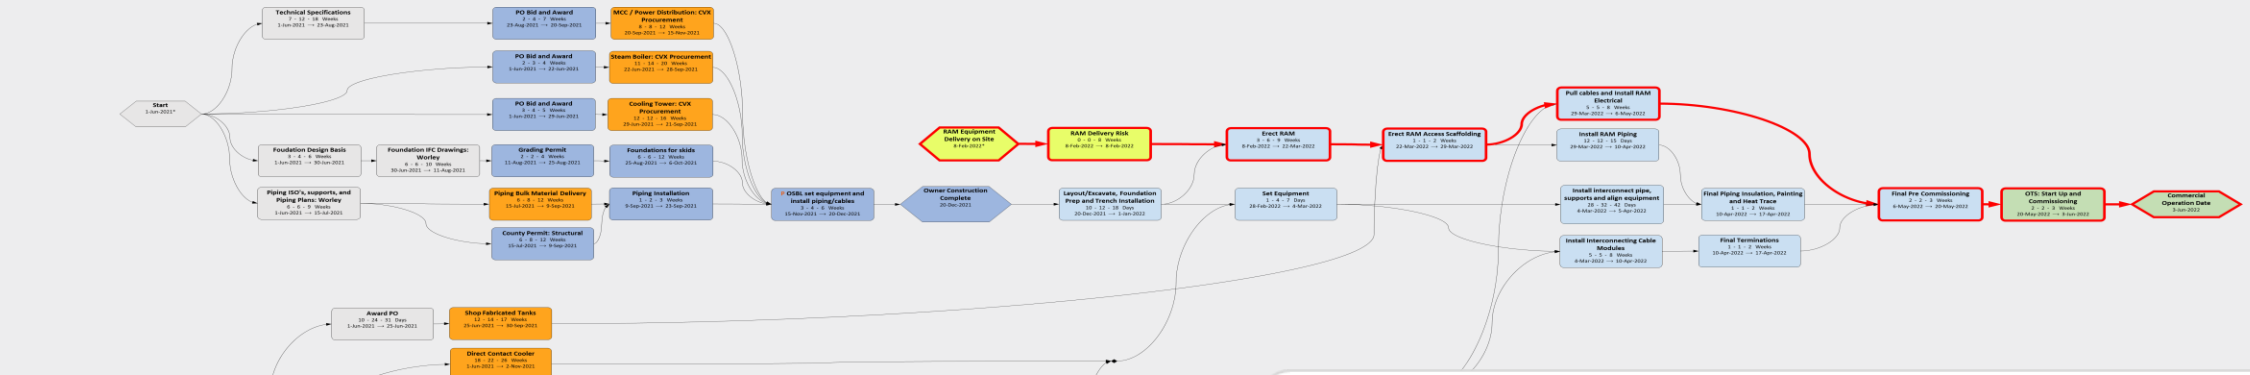 Start
1-Jun-2021*
Technical Specifications
7 - 12 - 18 Weeks
1-Jun-2021 → 23-Aug-2021
PO Bid and Award
2 - 4 - 7 Weeks
23-Aug-2021 → 20-Sep-2021
MCC / Power Distribution: CVX
Procurement
8 - 8 - 12 Weeks
20-Sep-2021 → 15-Nov-2021
PO Bid and Award
2 - 3 - 4 Weeks
1-Jun-2021 → 22-Jun-2021
Steam Boiler: CVX Procurement
11 - 14 - 20 Weeks
22-Jun-2021 → 28-Sep-2021
PO Bid and Award
3 - 4 - 5 Weeks
1-Jun-2021 → 29-Jun-2021
Cooling Tower: CVX
Procurement
12 - 12 - 16 Weeks
29-Jun-2021 → 21-Sep-2021
Foudation Design Basis
3 - 4 - 6 Weeks
1-Jun-2021 → 30-Jun-2021
Foundation IFC Drawings:
Worley
6 - 6 - 10 Weeks
30-Jun-2021 → 11-Aug-2021
Grading Permit
2 - 2 - 4 Weeks
11-Aug-2021 → 25-Aug-2021
Foundations for skids
6 - 6 - 12 Weeks
25-Aug-2021 → 6-Oct-2021
Piping ISO's, supports, and
Piping Plans: Worley
6 - 6 - 9 Weeks
1-Jun-2021 → 15-Jul-2021
Piping Bulk Material Delivery
6 - 8 - 12 Weeks
15-Jul-2021 → 9-Sep-2021
Piping Installation
1 - 2 - 3 Weeks
9-Sep-2021 → 23-Sep-2021
County Permit: Structural
6 - 8 - 12 Weeks
15-Jul-2021 → 9-Sep-2021
OSBL set equipment and
install piping/cables
3 - 4 - 6 Weeks
15-Nov-2021 → 20-Dec-2021
Owner Construction
Complete
20-Dec-2021
RAM Equipment
Delivery on Site
8-Feb-2022*
RAM Delivery Risk
0 - 0 - 8 Weeks
8-Feb-2022 → 8-Feb-2022
Erect RAM
8-Feb-2022 → 22-Mar-2022
Erect RAM Access Scaffolding
1 - 1 - 2 Weeks
22-Mar-2022 → 29-Mar-2022
Pull cables and Install RAM
Electrical
5 - 5 - 8 Weeks
29-Mar-2022 → 6-May-2022
Install RAM Piping
12 - 12 - 15 Days
29-Mar-2022 → 10-Apr-2022
Layout/Excavate, Foundation
Prep and Trench Installation
10 - 12 - 18 Days
20-Dec-2021 → 1-Jan-2022
Set Equipment
1 - 4 - 7 Days
28-Feb-2022 → 4-Mar-2022
Install interconnect pipe,
supports and align equipment
28 - 32 - 42 Days
4-Mar-2022 → 5-Apr-2022
Final Piping Insulation, Painting
and Heat Trace
1 - 1 - 2 Weeks
10-Apr-2022 → 17-Apr-2022
Install Interconnecting Cable
Modules
5 - 5 - 8 Weeks
4-Mar-2022 → 10-Apr-2022
Final Terminations
1 - 1 - 2 Weeks
10-Apr-2022 → 17-Apr-2022
Final Pre Commissioning
2 - 2 - 3 Weeks
6-May-2022 → 20-May-2022
OTS: Start Up and
Commissioning
2 - 2 - 3 Weeks
20-May-2022 → 3-Jun-2022
Commercial
Operation Date
3-Jun-2022
Award PO
10 - 24 - 31 Days
1-Jun-2021 → 25-Jun-2021
Shop Fabricated Tanks
12 - 14 - 17 Weeks
25-Jun-2021 → 30-Sep-2021
Direct Contact Cooler
18 - 22 - 26 Weeks
1-Jun-2021 → 2-Nov-2021